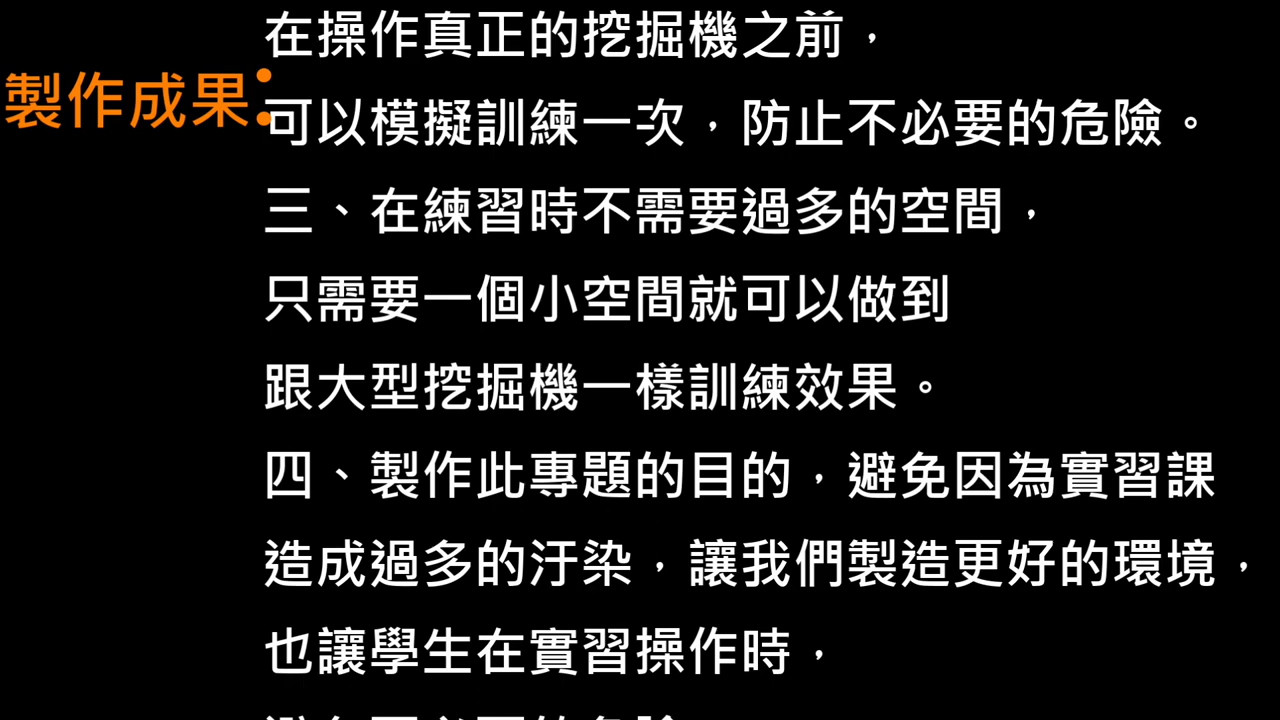 製作成果:
在操作真正的挖掘機之前，
可以模擬訓練一次，防止不必要的危險。
三、在練習時不需要過多的空間，
只需要一個小空間就可以做到
跟大型挖掘機一樣訓練效果。
四、製作此專題的目的，避免因為實習課
造成過多的汙染，讓我們製造更好的環境，
也讓學生在實習操作時，